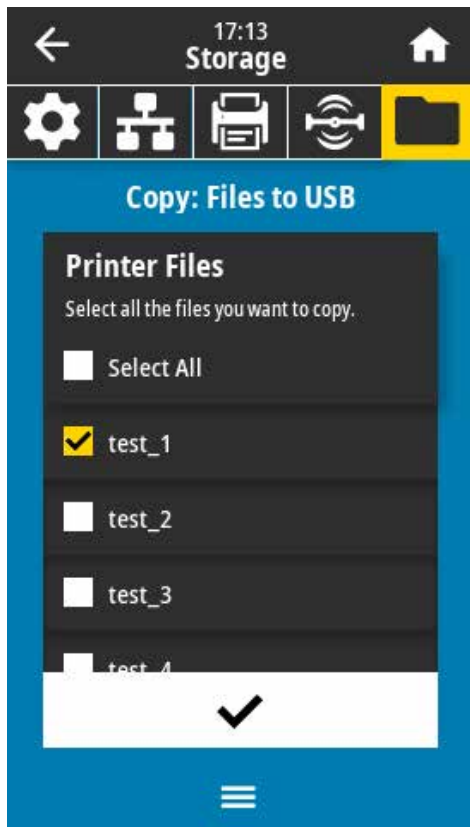 17:13
Storage
Copy: Files to USB
Printer Files
Select all the files you want to copy.
Select All
test_1
test_2
test_3
test_4